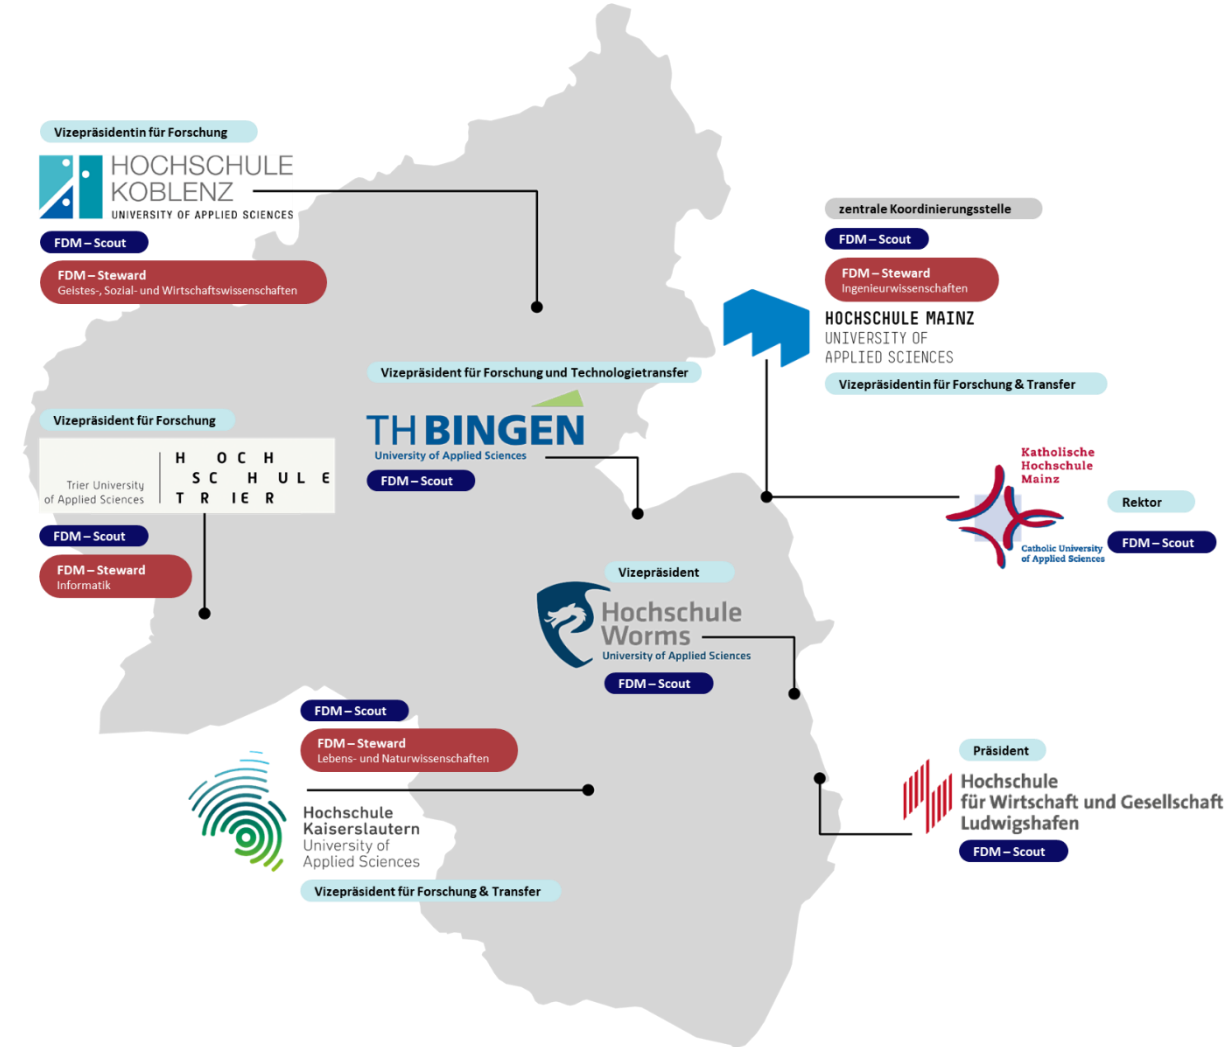 Vizepräsidentin für Forschung
HOCHSCHULE
KOBLENZ
UNIVERSITY OF APPLIED SCIENCES
FDM – Scout
FDM – Steward
Geistes-, Sozial- und Wirtschaftswissenschaften
zentrale Koordinierungsstelle
FDM – Scout
FDM – Steward
Ingenieurwissenschaften
HOCHSCHULE MAINZ
UNIVERSITY OF
APPLIED SCIENCES
Vizepräsidentin für Forschung & Transfer
Vizepräsident für Forschung und Technologietransfer
TH BINGEN
University of Applied Sciences
FDM – Scout
Vizepräsident für Forschung
Trier University
of Applied Sciences
HOCH
SCHULE
TRIER
FDM – Scout
FDM – Steward
Informatik
Katholische
Hochschule
Mainz
Catholic University
of Applied Sciences
Rektor
FDM – Scout
Vizepräsident
Hochschule
Worms
University of Applied Sciences
FDM – Scout
FDM – Scout
FDM – Steward
Lebens- und Naturwissenschaften
Hochschule
Kaiserslautern
University of
Applied Sciences
Vizepräsident für Forschung & Transfer
Präsident
Hochschule
für Wirtschaft und Gesellschaft
Ludwigshafen
FDM – Scout